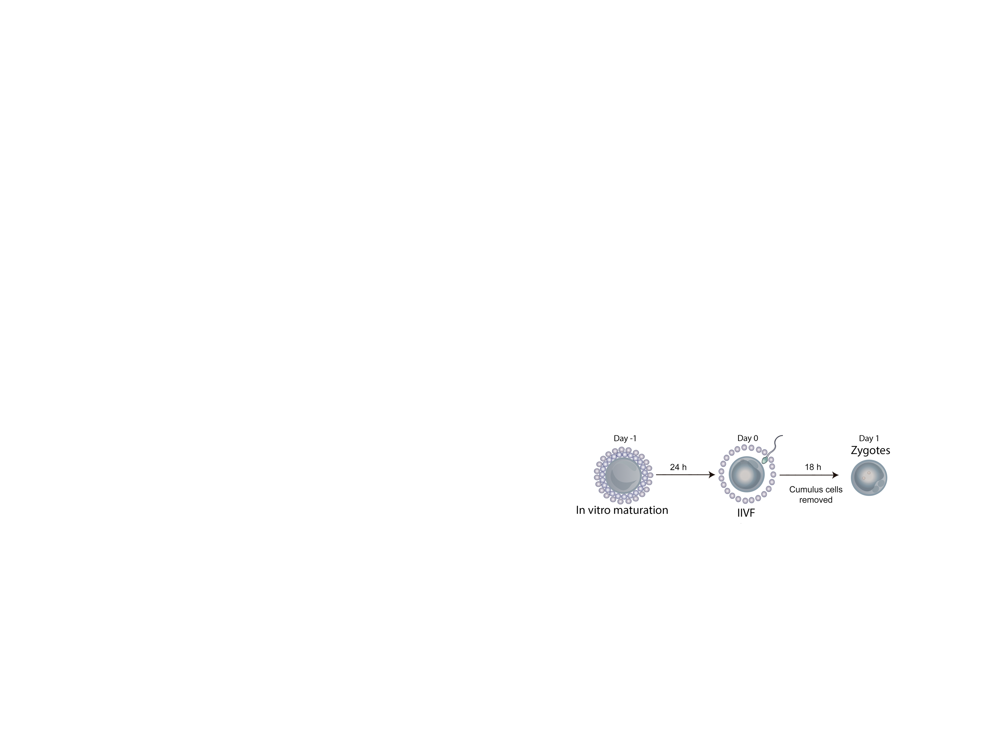 Day -1
Day 0
Day 1
Zygotes
24 h
18 h
Cumulus cells
removed
In vitro maturation
IIVF